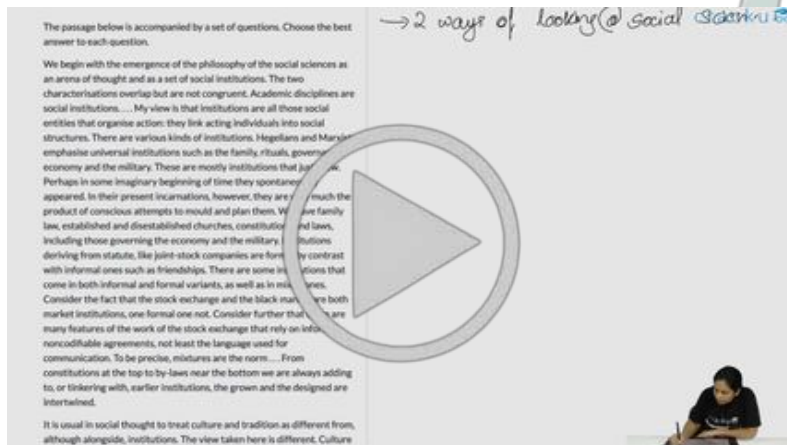 The passage below is accompanied by a set of questions. Choose the best
answer to each question.
→ 2 ways of looking @ social
We begin with the emergence of the philosophy of the social sciences as
an arena of thought and as a set of social institutions. The two
characterisations overlap but are not congruent. Academic disciplines are
social institutions. . . . My view is that institutions are all those social
entities that organise action: they link acting individuals into social
structures. There are various kinds of institutions. Hegelians and
emphasise universal institutions such as the family, rituals,
economy and the military. These are mostly institutions that
Perhaps in some imaginary beginning of time they
appeared. In their present incarnations, however, they are much the
product of conscious attempts to mould and plan them. family
law, established and disestablished churches, and laws,
including those governing the economy and the military.
deriving from statute, like joint-stock companies are by contrast
with informal ones such as friendships. There are some that
come in both informal and formal variants, as well as in
Consider the fact that the stock exchange and the black both
market institutions, one formal one not. Consider further that are
many features of the work of the stock exchange that rely on
noncodifiable agreements, not least the language used for
communication. To be precise, mixtures are the norm . . . From
constitutions at the top to by-laws near the bottom we are always adding
to, or tinkering with, earlier institutions, the grown and the designed are
intertwined.
It is usual in social thought to treat culture and tradition as different from,
although alongside, institutions. The view taken here is different. Culture